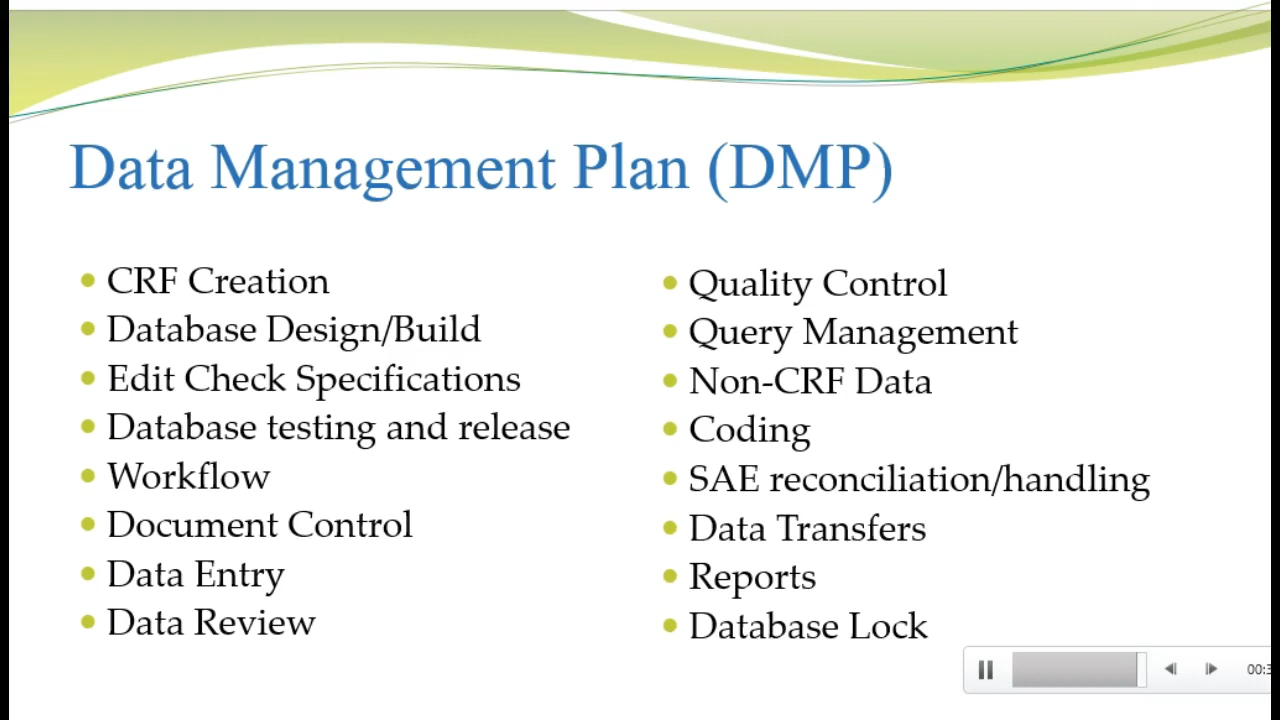 Data Management Plan (DMP)
CRF Creation
Database Design/Build
Edit Check Specifications
Database testing and release
Workflow
Document Control
Data Entry
Data Review
Quality Control
Query Management
Non-CRF Data
Coding
SAE reconciliation/handling
Data Transfers
Reports
Database Lock